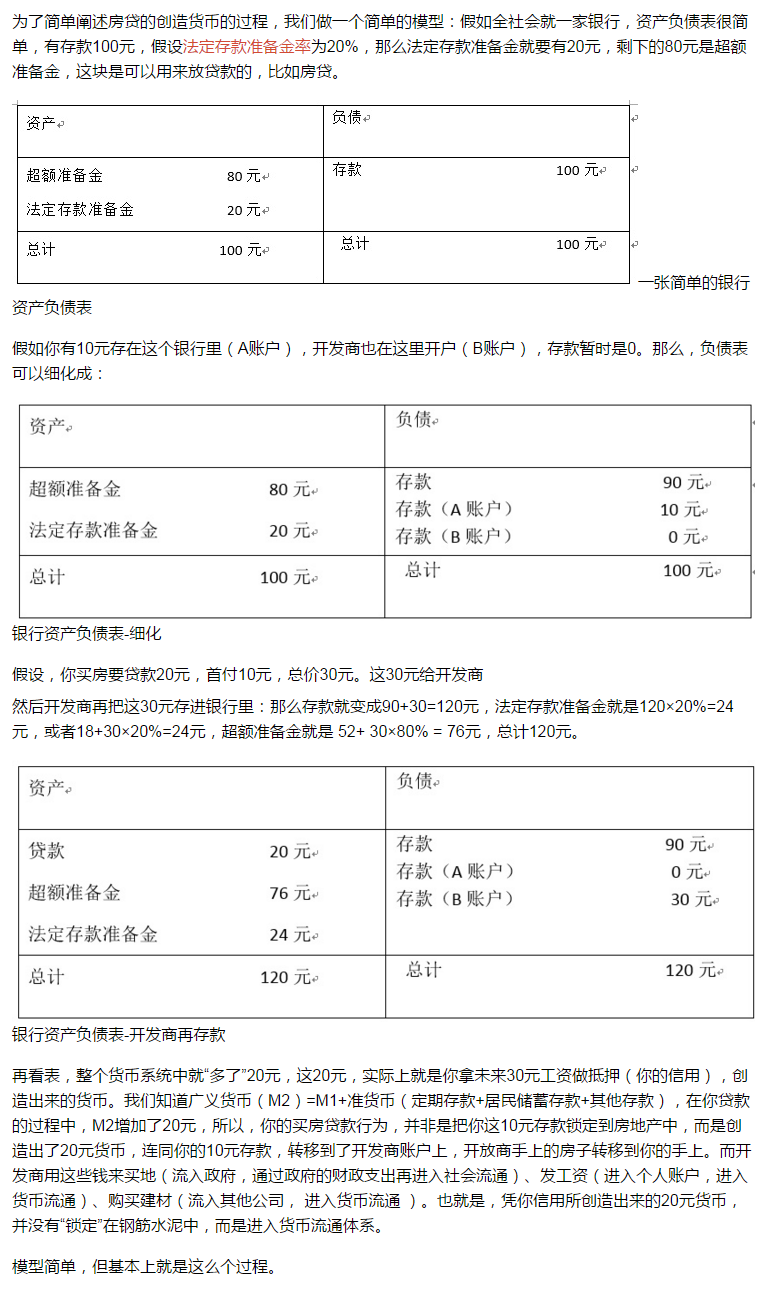 为了简单阐述房贷的创造货币的过程，我们做一个简单的模型：假如全社会就一家银行，资产负债表很简
单，有存款100元，假设法定存款准备金率为20%，那么法定存款准备金就要有20元，剩下的80元是超额
准备金，这块是可以用来放贷款的，比如房贷。
资产 负债
超额准备金 80 元 存款 100 元
法定存款准备金 20 元
总计 100 元 总计 100 元
一张简单的银行
资产负债表
假如你有10元存在这个银行里（A账户），开发商也在这里开户（B账户），存款暂时是0。那么，负债表
可以细化成：
资产 负债
超额准备金 80 元 存款 90 元
存款（A 账户） 10 元
法定存款准备金 20 元 存款（B 账户） 0 元
总计 100 元 总计 100 元
银行资产负债表-细化
假设，你买房要贷款20元，首付10元，总价30元。这30元给开发商
然后开发商再把这30元存进银行里：那么存款就变成90+30=120元，法定存款准备金就是120×20%=24
元，或者18+30×20%=24元，超额准备金就是 52+ 30×80% = 76元，总计120元。
资产 负债
贷款 20 元 存款 90 元
存款（A 账户） 0 元
超额准备金 76 元 存款（B 账户） 30 元
法定存款准备金 24 元
总计 120 元 总计 120 元
银行资产负债表-开发商再存款
再看表，整个货币系统中就“多了”20元，这20元，实际上就是你拿未来30元工资做抵押（你的信用），创
造出来的货币。我们知道广义货币（M2）=M1+准货币（定期存款+居民储蓄存款+其他存款），在你贷款
的过程中，M2增加了20元，所以，你的买房贷款行为，并非是把你这10元存款锁定到房地产中，而是创
造出了20元货币，连同你的10元存款，转移到了开发商账户上，开放商手上的房子转移到你的手上。而开
发商用这些钱来买地（流入政府，通过政府的财政支出再进入社会流通）、发工资（进入个人账户，进入
货币流通）、购买建材（流入其他公司， 进入货币流通 ）。也就是，凭你信用所创造出来的20元货币，
并没有“锁定”在钢筋水泥中，而是进入货币流通体系。
模型简单，但基本上就是这么个过程。